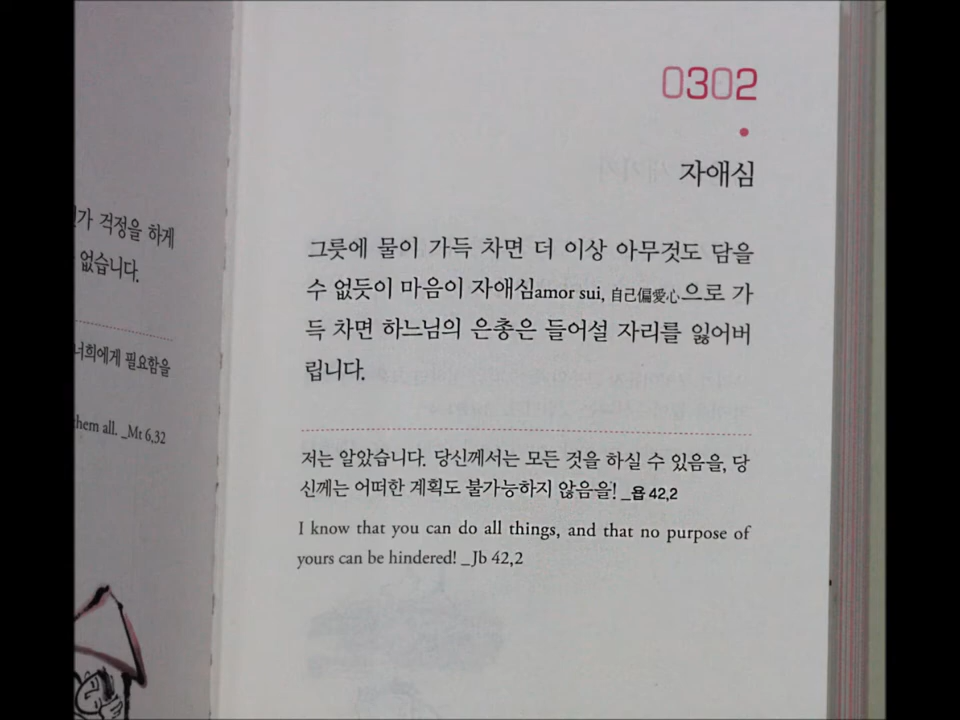 걱정을 하게
없습니다.
너희에게 필요함을
them all. _Mt 6,32
0302
자애심
그릇에 물이 가득 차면 더 이상 아무것도 담을
수 없듯이 마음이 자애심amor sui, 自己偏愛心으로 가
득 차면 하느님의 은총은 들어설 자리를 잃어버
립니다.
저는 알았습니다. 당신께서는 모든 것을 하실 수 있음을, 당
신께는 어떠한 계획도 불가능하지 않음을! _욥 42,2
I know that you can do all things, and that no purpose of
yours can be hindered! _Jb 42,2